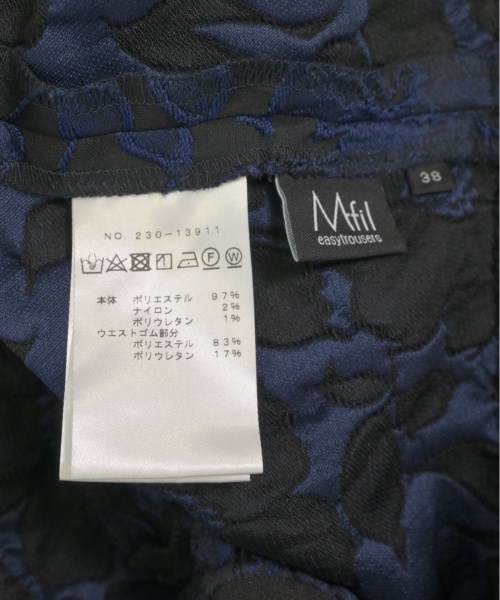 NO. 230-13911
F W
本体 ポリエステル 97%
ナイロン 2%
ポリウレタン 1%
ウエストゴム部分
ポリエステル 83%
ポリウレタン 17%
Mfil
easytrousers
38